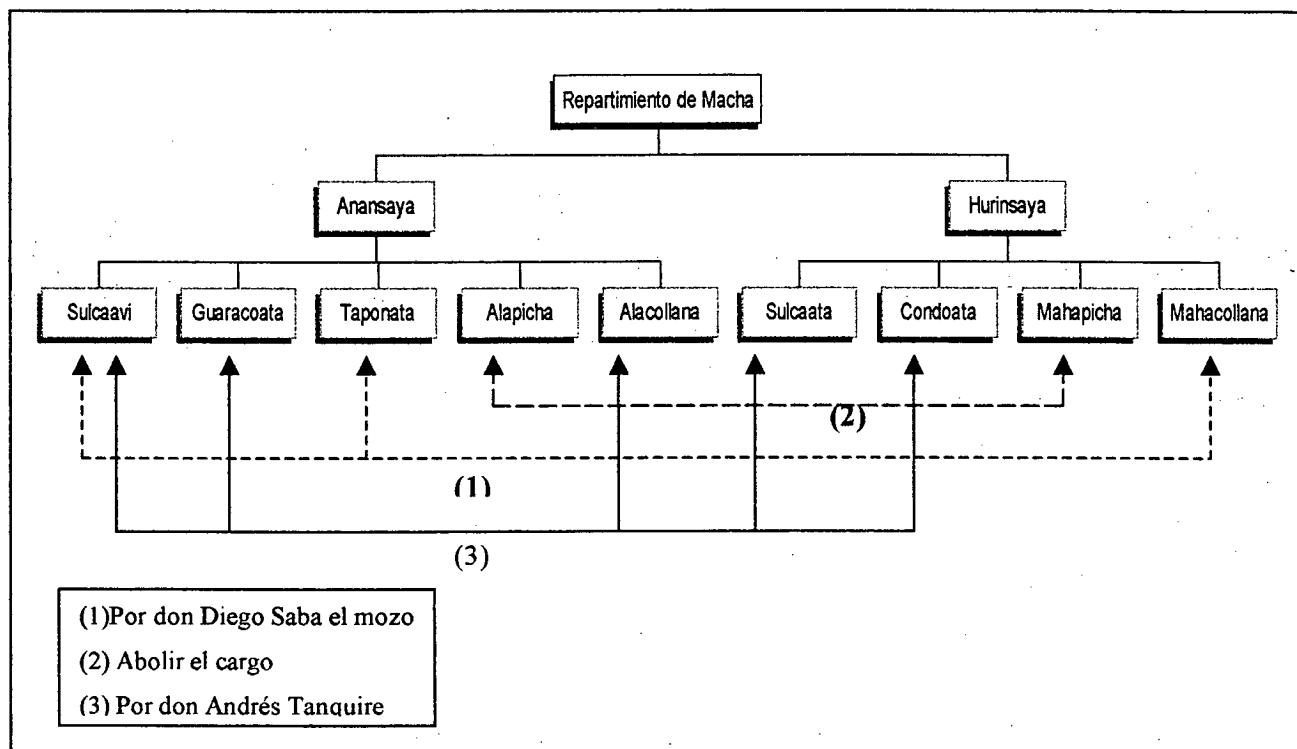 Repartimiento de Macha
Anansaya
Hurinsaya
Sulcaavi
Guaracoata
Taponata
Alapicha
Alacollana
Sulcaata
Condoata
Mahapicha
Mahacollana
(2)
(1)
(3)
(1)Por don Diego Saba el mozo
(2) Abolir el cargo
(3) Por don Andrés Tanquire